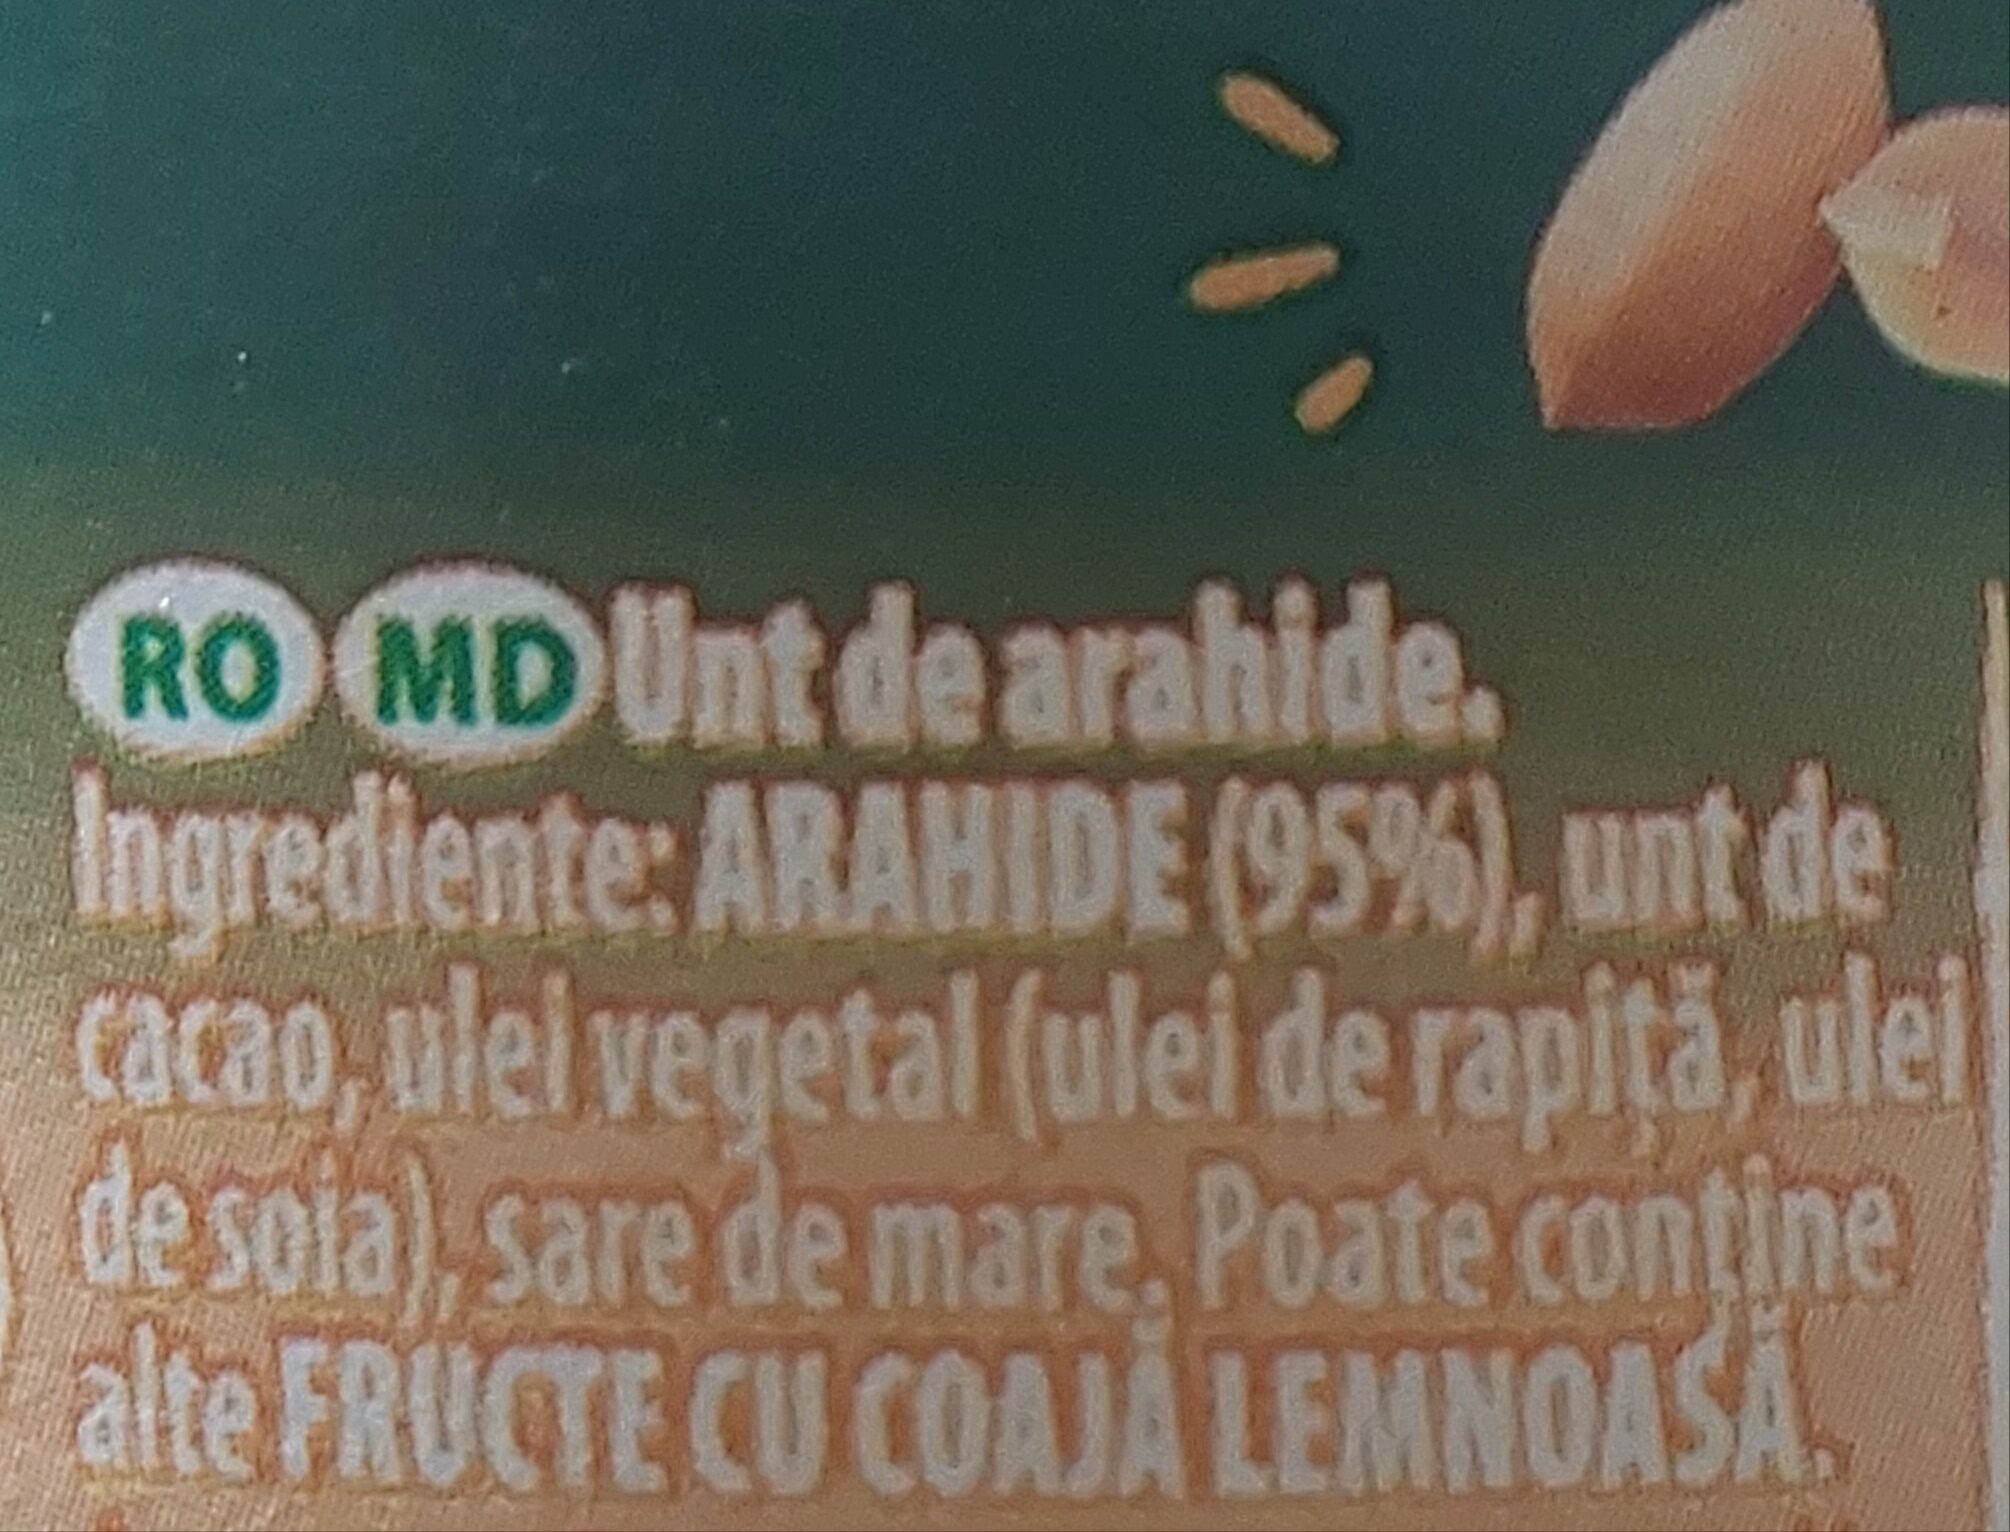 RO MD Unt de arahide.
Ingrediente: ARAHIDE (95%), unt de
cacao, ulei vegetal (ulei de rapiță, ulei
de soia), sare de mare. Poate conține
alte FRUCTE CU COAJĂ LEMNOASĂ.